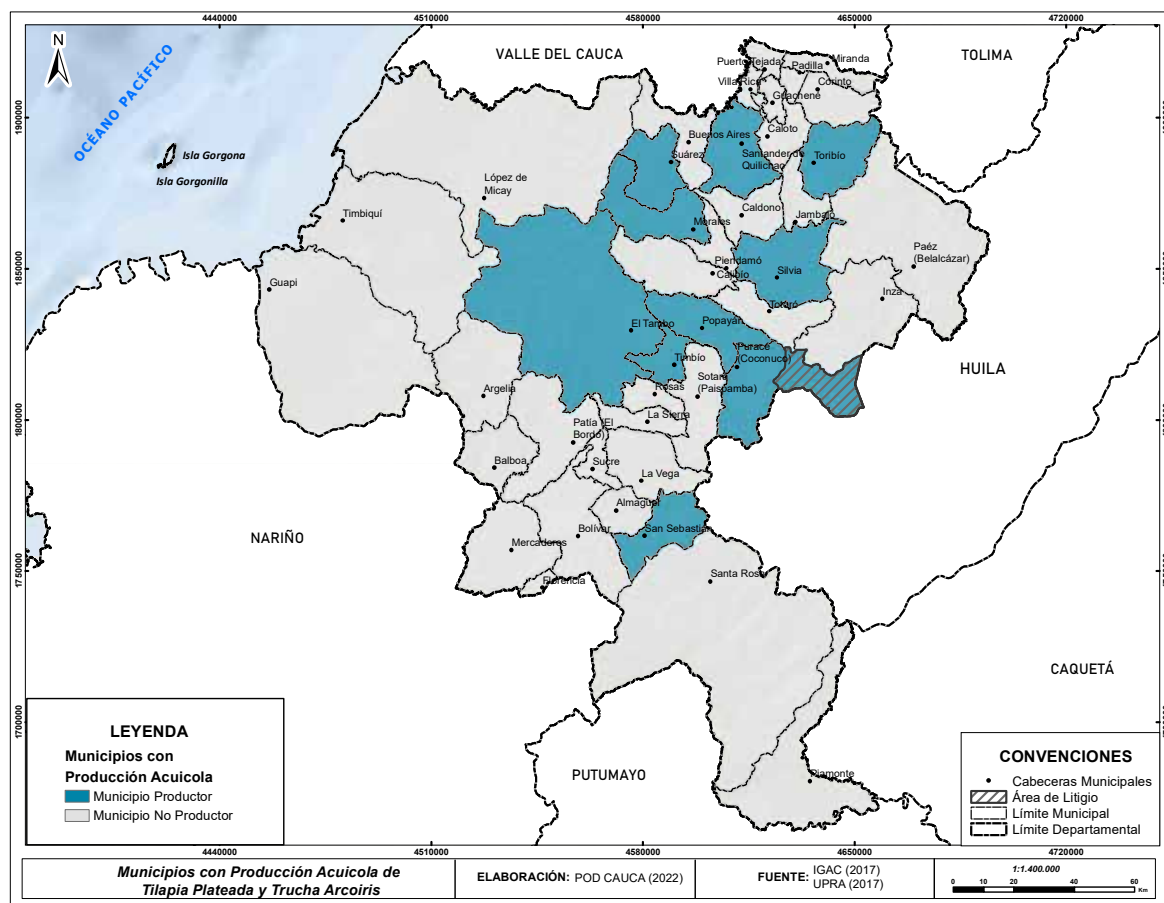 4440000
4510000
4580000
4650000
4720000
N
OCÉANO PACÍFICO
VALLE DEL CAUCA
TOLIMA
Puerto Tejada
Padilla
Miranda
Villa Rica
Corinto
Guachené
1900000
Isla Gorgona
Isla Gorgonilla
Buenos Aires
Caloto
Suárez
Santander de
Quilichao
Toribío
López de
Micay
Timbiquí
Caldono
Jambaló
Morales
Paéz
(Belalcázar)
1850000
Piendamó
Cajibío
Silvia
Guapi
Inza
Totoró
El Tambo
Popayán
Puracé
(Coconuco)
Timbío
HUILA
Sotará
(Paispamba)
Argelia
Rosas
1800000
La Sierra
Patía (El
Bordo)
Balboa
Sucre
La Vega
Almaguer
NARIÑO
Bolívar
San Sebastián
Mercaderes
1750000
Florencia
Santa Rosa
CAQUETÁ
1700000
PUTUMAYO
Piamonte
LEYENDA
Municipios con
Producción Acuicola
Municipio Productor
Municipio No Productor
CONVENCIONES
Cabeceras Municipales
Área de Litigio
Límite Municipal
Límite Departamental
4440000
4510000
4580000
4650000
4720000
Municipios con Producción Acuicola de
Tilapia Plateada y Trucha Arcoiris
ELABORACIÓN: POD CAUCA (2022)
FUENTE: IGAC (2017)
UPRA (2017)
1:1.400.000
0 10 20 40 60
Km